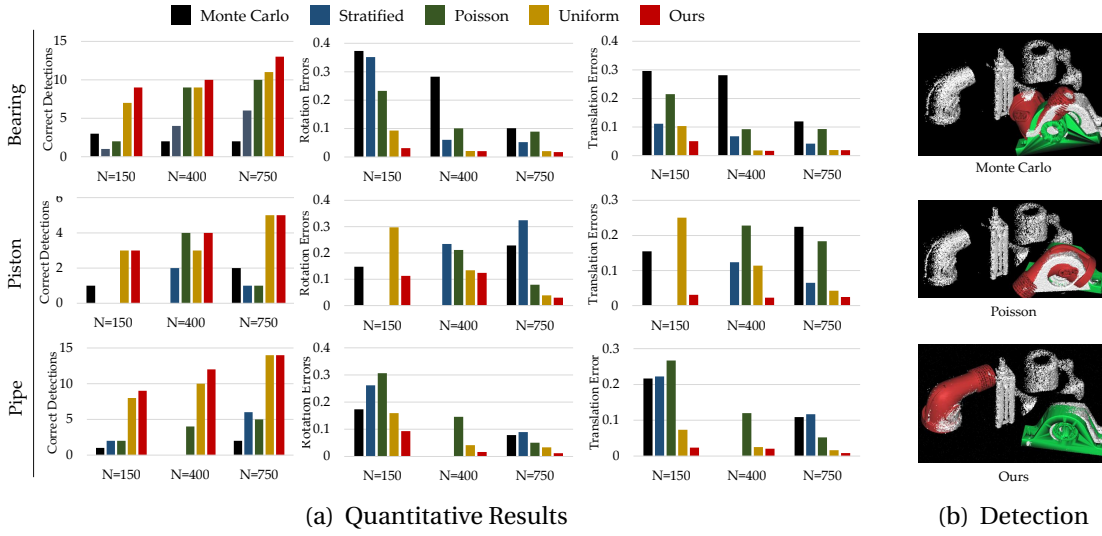 Monte Carlo Stratified Poisson Uniform Ours
Bearing
Correct Detections
15
10
5
0
N=150 N=400 N=750
Rotation Errors
0.4
0.3
0.2
0.1
0
N=150 N=400 N=750
Translation Errors
0.4
0.3
0.2
0.1
0
N=150 N=400 N=750
Monte Carlo
Piston
Correct Detections
6
4
2
0
N=150 N=400 N=750
Rotation Errors
0.4
0.3
0.2
0.1
0
N=150 N=400 N=750
Translation Errors
0.3
0.2
0.1
0
N=150 N=400 N=750
Poisson
Pipe
Correct Detections
15
10
5
0
N=150 N=400 N=750
Rotation Errors
0.4
0.3
0.2
0.1
0
N=150 N=400 N=750
Translation Error
0.3
0.2
0.1
0
N=150 N=400 N=750
Ours
(a) Quantitative Results
(b) Detection